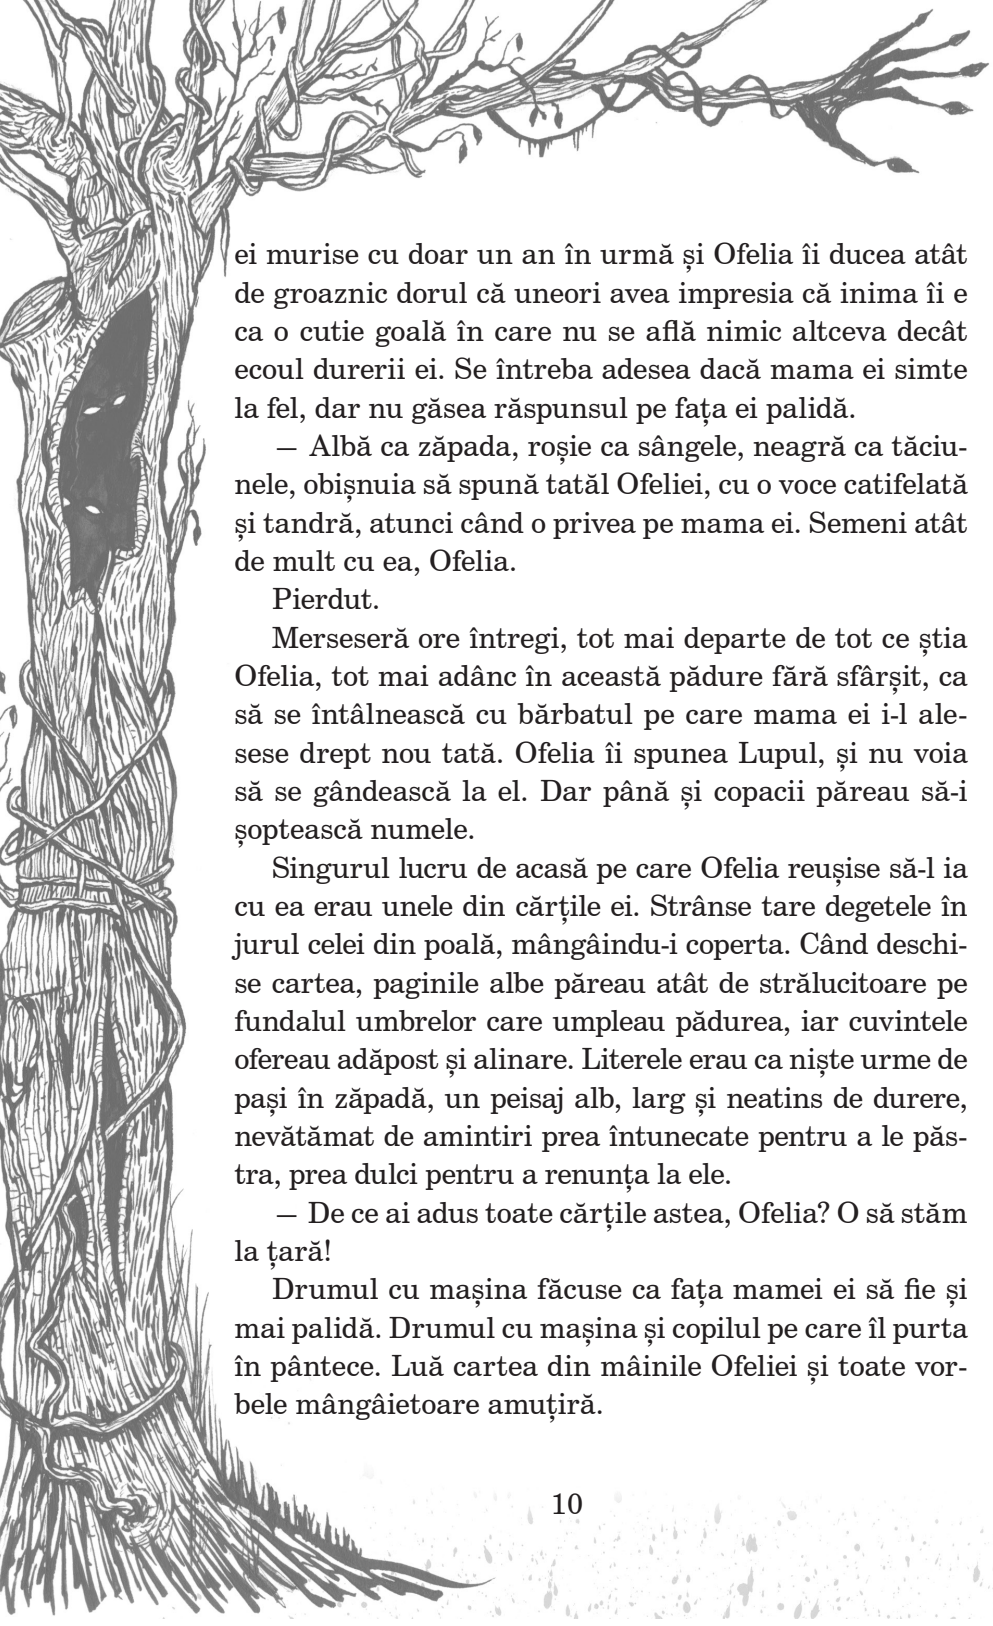 ei murise cu doar un an în urmă și Ofelia îi ducea atât
de groaznic dorul că uneori avea impresia că inima îi e
ca o cutie goală în care nu se află nimic altceva decât
ecoul durerii ei. Se întreba adesea dacă mama ei simte
la fel, dar nu găsea răspunsul pe fața ei palidă.
— Albă ca zăpada, roșie ca sângele, neagră ca tăciu-
nele, obișnuia să spună tatăl Ofeliei, cu o voce catifelată
și tandră, atunci când o privea pe mama ei. Semeni atât
de mult cu ea, Ofelia.
Pierdut.
Merseseră ore întregi, tot mai departe de tot ce știa
Ofelia, tot mai adânc în această pădure fără sfârșit, ca
să se întâlnească cu bărbatul pe care mama ei i-l ale-
sese drept nou tată. Ofelia îi spunea Lupul, și nu voia
să se gândească la el. Dar până și copacii păreau să-i
șoptească numele.
Singurul lucru de acasă pe care Ofelia reușise să-l ia
cu ea erau unele din cărțile ei. Strânse tare degetele în
jurul celei din poală, mângâindu-i coperta. Când deschi-
se cartea, paginile albe păreau atât de strălucitoare pe
fundalul umbrelor care umpleau pădurea, iar cuvintele
ofereau adăpost și alinare. Literele erau ca niște urme de
pași în zăpadă, un peisaj alb, larg și neatins de durere,
nevătămat de amintiri prea întunecate pentru a le păs-
tra, prea dulci pentru a renunța la ele.
— De ce ai adus toate cărțile astea, Ofelia? O să stăm
la țară!
Drumul cu mașina făcuse ca fața mamei ei să fie și
mai palidă. Drumul cu mașina și copilul pe care îl purta
în pântece. Luă cartea din mâinile Ofeliei și toate vor-
bele mângâietoare amuțiră.
10